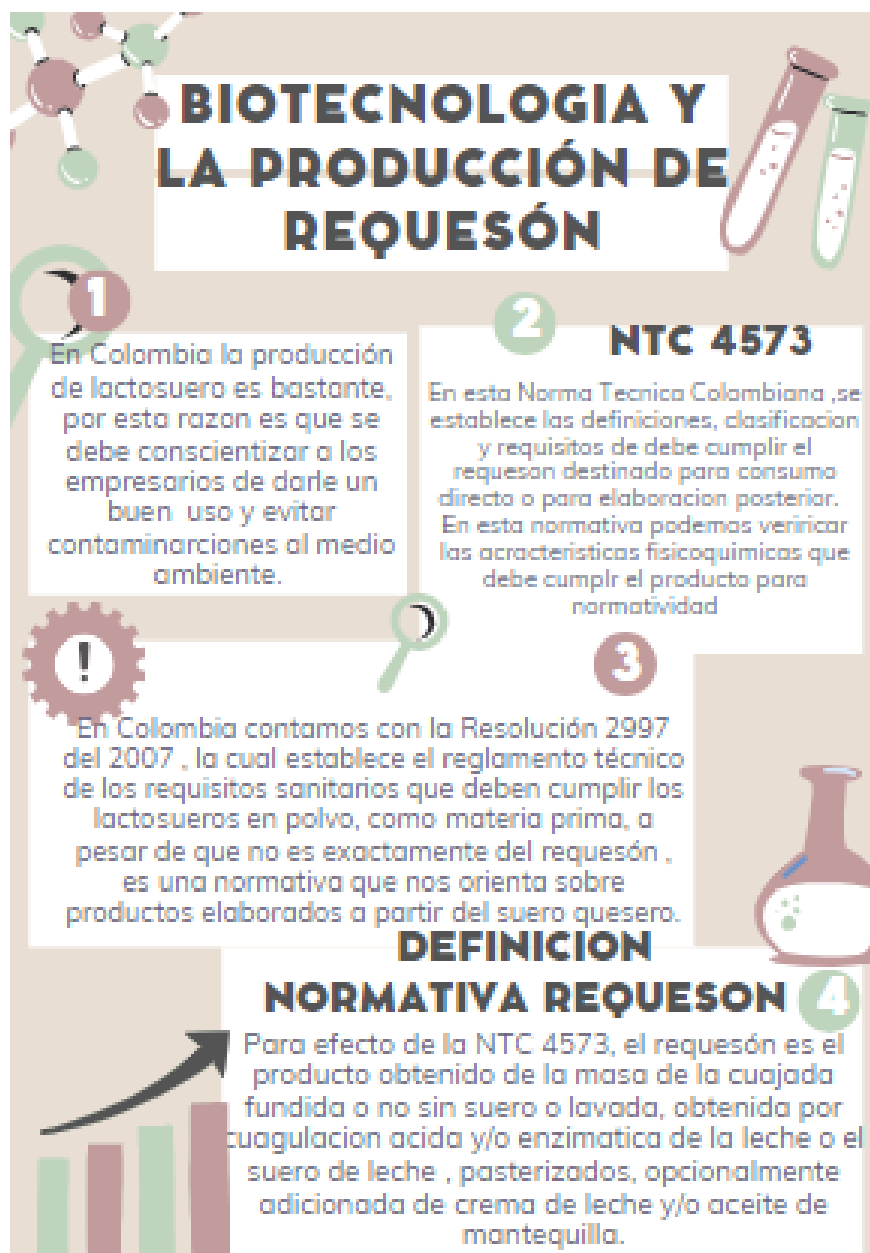 BIOTECNOLOGIA Y
LA PRODUCCIÓN DE
REQUESÓN
1
En Colombia la producción
de lactosuero es bastante,
por esta razon es que se
debe conscientizar a los
empresarios de darle un
buen uso y evitar
contaminarciones al medio
ambiente.
2
NTC 4573
En esta Norma Tecnica Colombiana ,se
establece las definiciones, clasificacion
y requisitos de debe cumplir el
requeson destinado para consumo
directo o para elaboracion posterior.
En esta normativa podemas veriricar
las acracteristicas fisicoquimicas que
debe cumplr el producto para
normatividad
3
!
En Colombia contamos con la Resolución 2997
del 2007 , la cual establece el reglamento técnico
de los requisitos sanitarios que deben cumplir los
lactosueros en polvo, como materia prima, a
pesar de que no es exactamente del requesón ,
es una normativa que nos orienta sobre
productos elaborados a partir del suero quesero.
DEFINICION
NORMATIVA REQUESON
4
Para efecto de la NTC 4573, el requesón es el
producto obtenido de la masa de la cuajada
fundida o no sin suero o lavada, obtenida por
cuagulacion acida y/o enzimatica de la leche o el
suero de leche , pasterizados, opcionalmente
adicionada de crema de leche y/o aceite de
mantequilla.